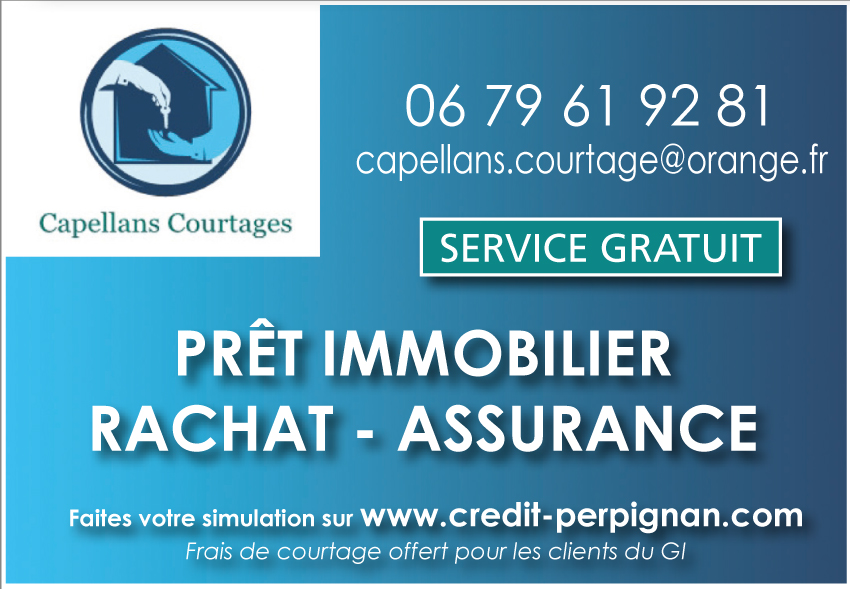 Capellans Courtages
06 79 61 92 81
capellans.courtage@orange.fr
SERVICE GRATUIT
PRÊT IMMOBILIER
RACHAT - ASSURANCE
Faites votre simulation sur www.credit-perpignan.com
Frais de courtage offert pour les clients du GI